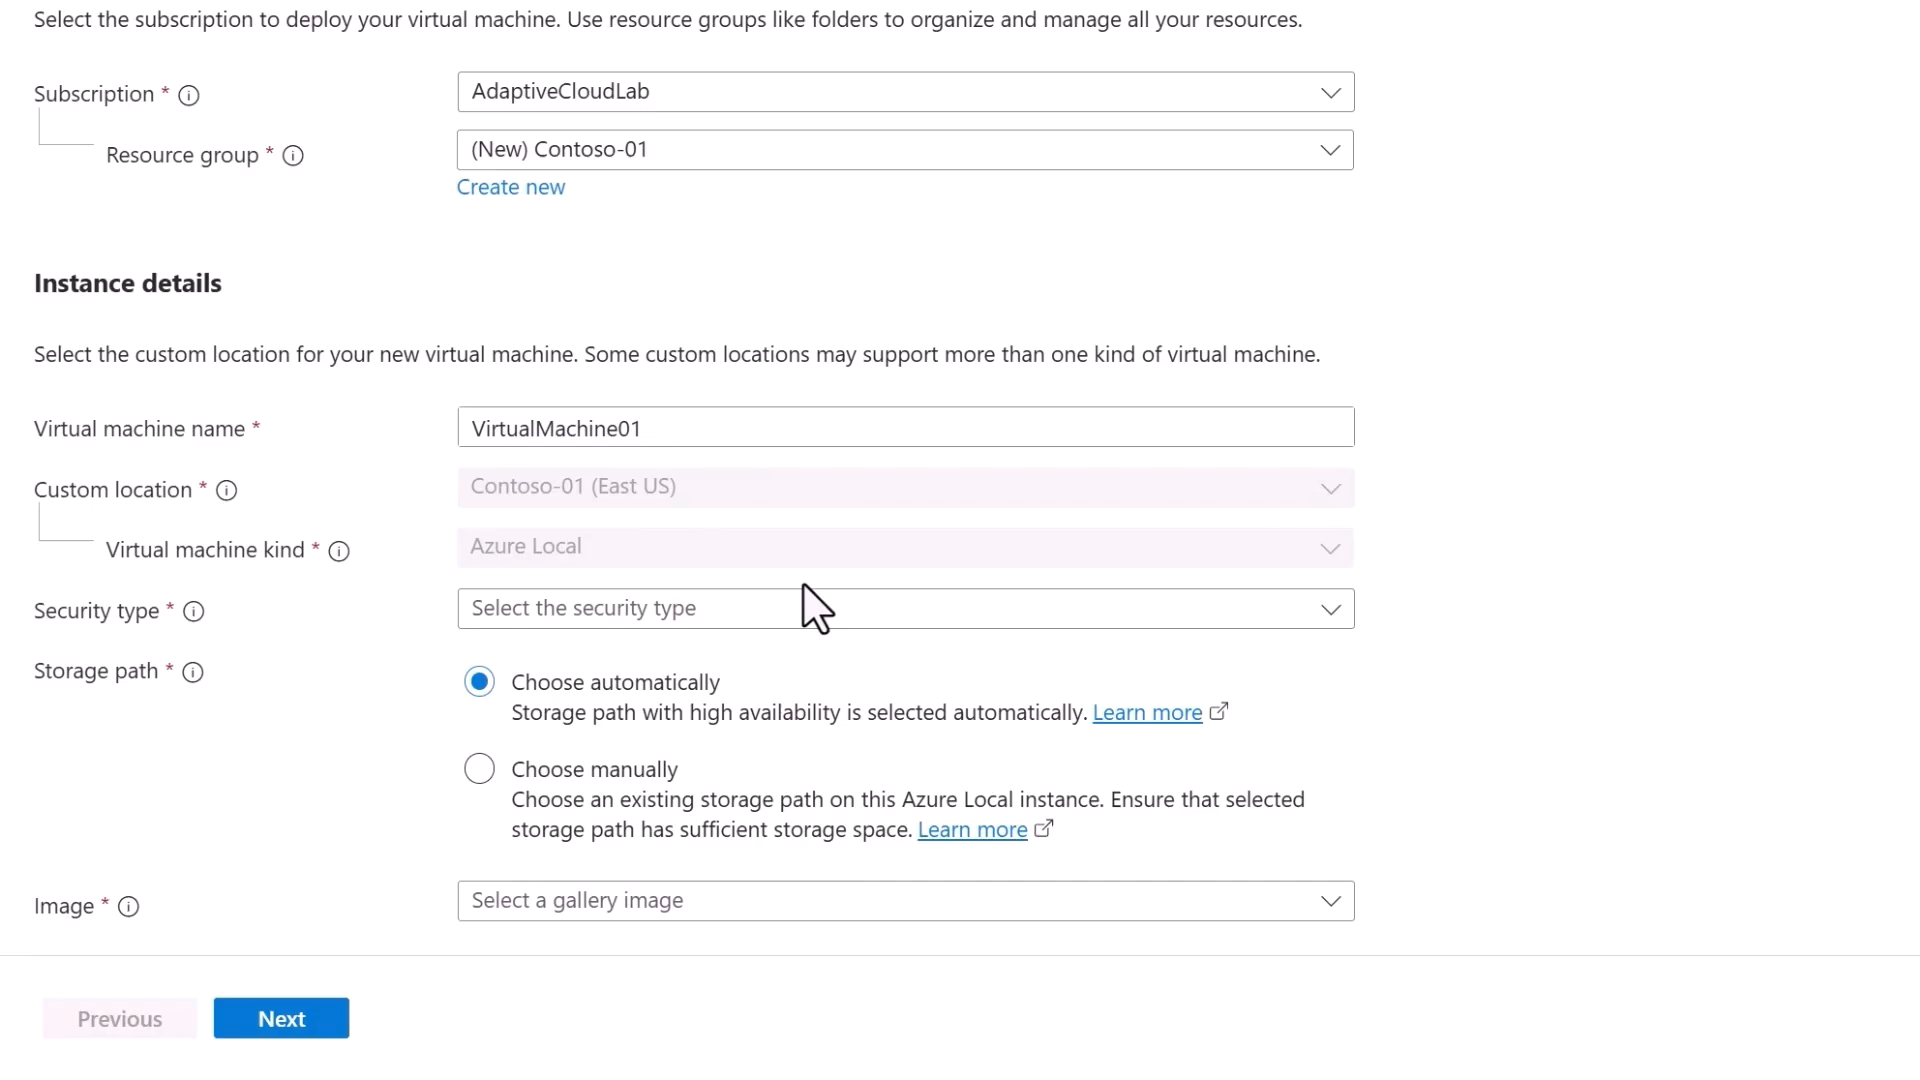 Select the subscription to deploy your virtual machine. Use resource groups like folders to organize and manage all your resources.
Subscription *
AdaptiveCloudLab
Resource group *
(New) Contoso-01
Create new
Instance details
Select the custom location for your new virtual machine. Some custom locations may support more than one kind of virtual machine.
Virtual machine name *
VirtualMachine01
Custom location *
Contoso-01 (East US)
Virtual machine kind *
Azure Local
Security type *
Select the security type
Storage path *
Choose automatically
Storage path with high availability is selected automatically. Learn more
Choose manually
Choose an existing storage path on this Azure Local instance. Ensure that selected
storage path has sufficient storage space. Learn more
Image *
Select a gallery image
Previous
Next